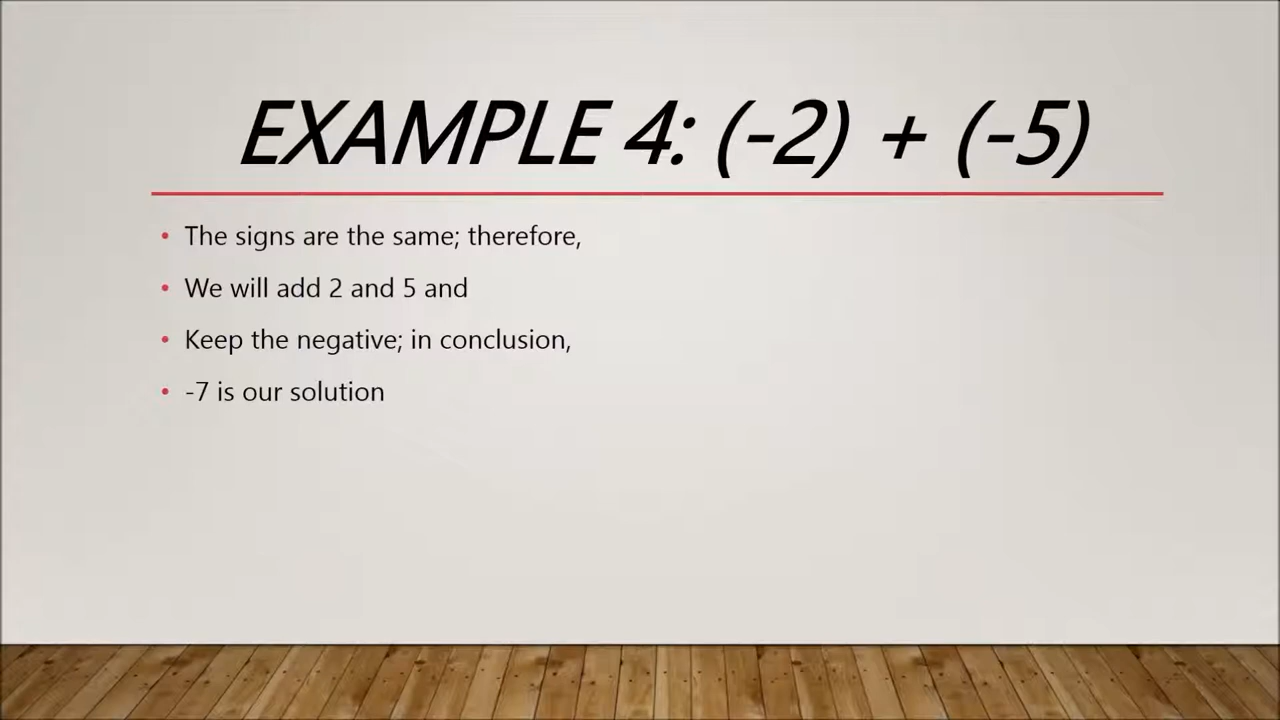 EXAMPLE 4: (-2) + (-5)
• The signs are the same; therefore,
• We will add 2 and 5 and
• Keep the negative; in conclusion,
• -7 is our solution